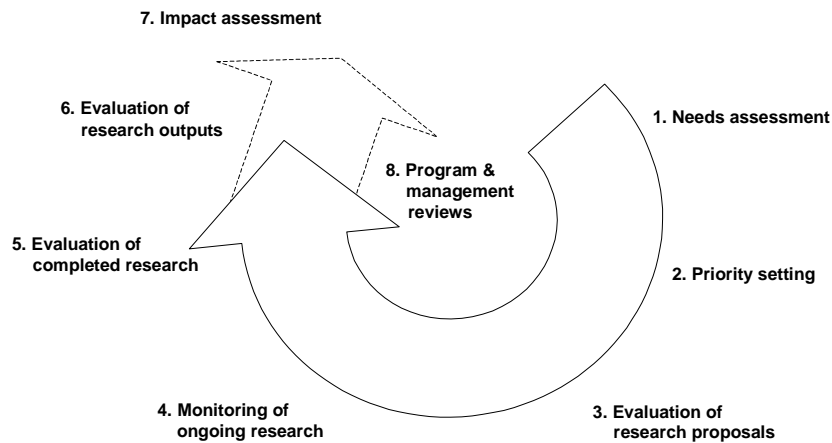 7. Impact assessment
6. Evaluation of
research outputs
1. Needs assessment
8. Program &
management
reviews
5. Evaluation of
completed research
2. Priority setting
4. Monitoring of
ongoing research
3. Evaluation of
research proposals